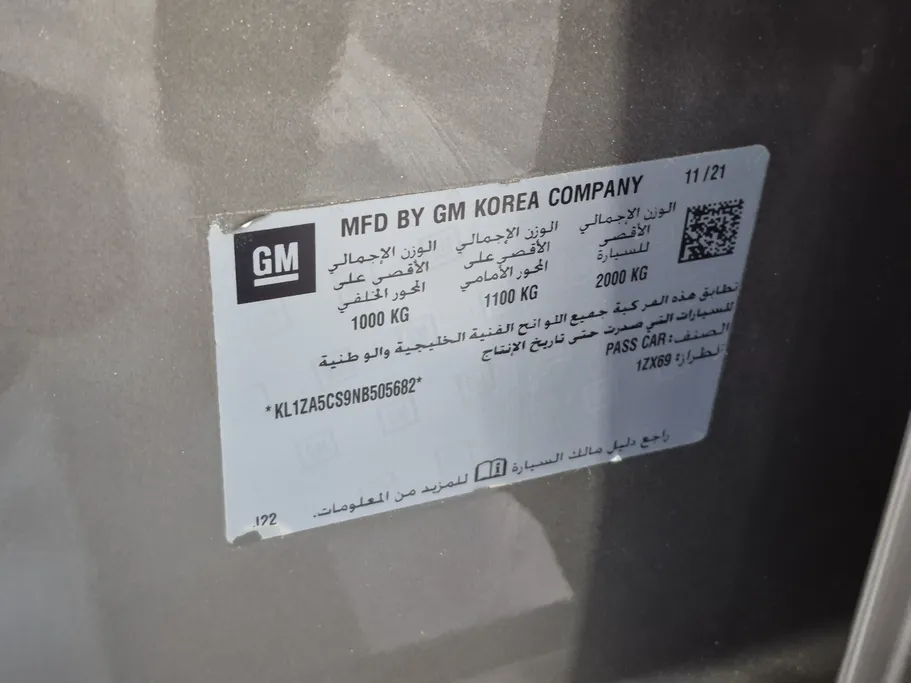 MFD BY GM KOREA COMPANY 11/21
GM
الوزن الإجمالي الأقصى للسيارة
2000 KG
الوزن الإجمالي الأقصى على المحور الأمامي
1100 KG
الوزن الإجمالي الأقصى على المحور الخلفي
1000 KG
تطابق هذه المركبة جميع اللوائح الفنية الخليجية والوطنية
للسيارات التي صدرت حتى تاريخ الإنتاج
الصنف: PASS CAR
الطراز: 1ZX69
*KL1ZA5CS9NB505682*
راجع دليل مالك السيارة للمزيد من المعلومات.
J22